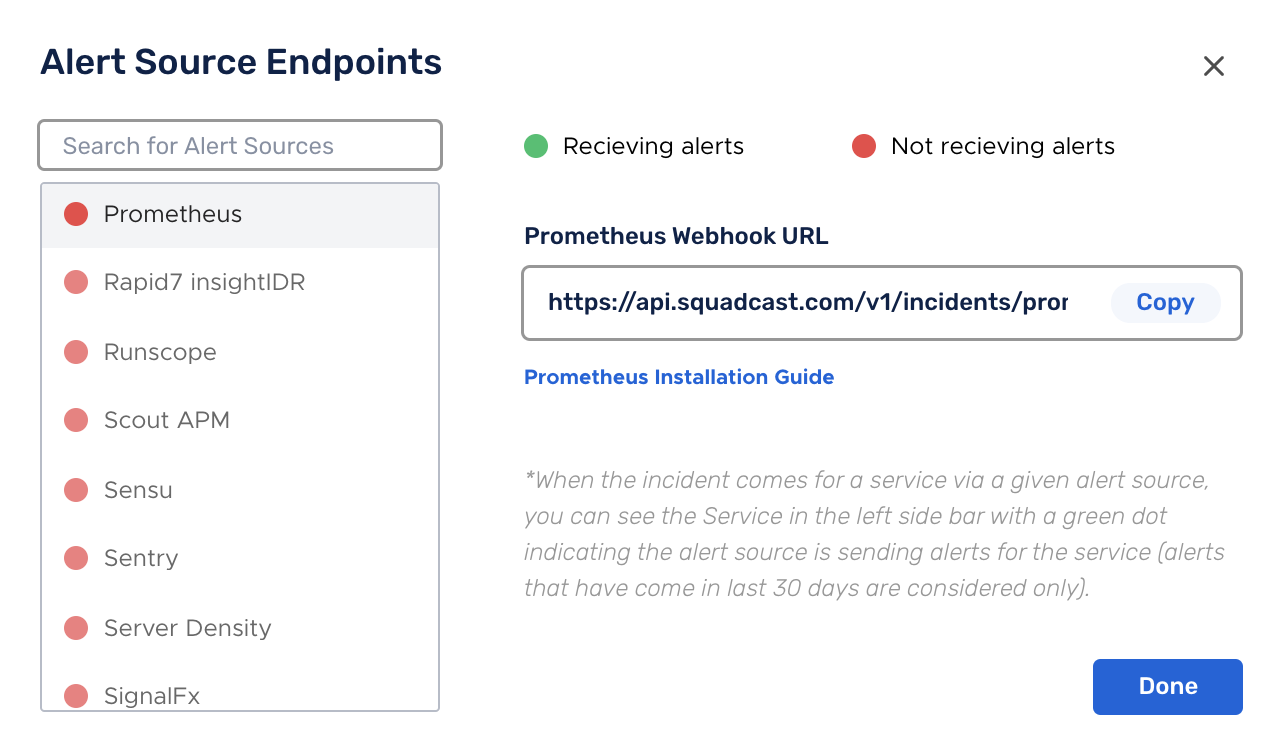 Alert Source Endpoints
Search for Alert Sources
Prometheus
Rapid7 insightIDR
Runscope
Scout APM
Sensu
Sentry
Server Density
SignalFx
Recieving alerts
Not recieving alerts
Prometheus Webhook URL
https://api.squadcast.com/v1/incidents/pror
Copy
Prometheus Installation Guide
*When the incident comes for a service via a given alert source,
you can see the Service in the left side bar with a green dot
indicating the alert source is sending alerts for the service (alerts
that have come in last 30 days are considered only).
Done